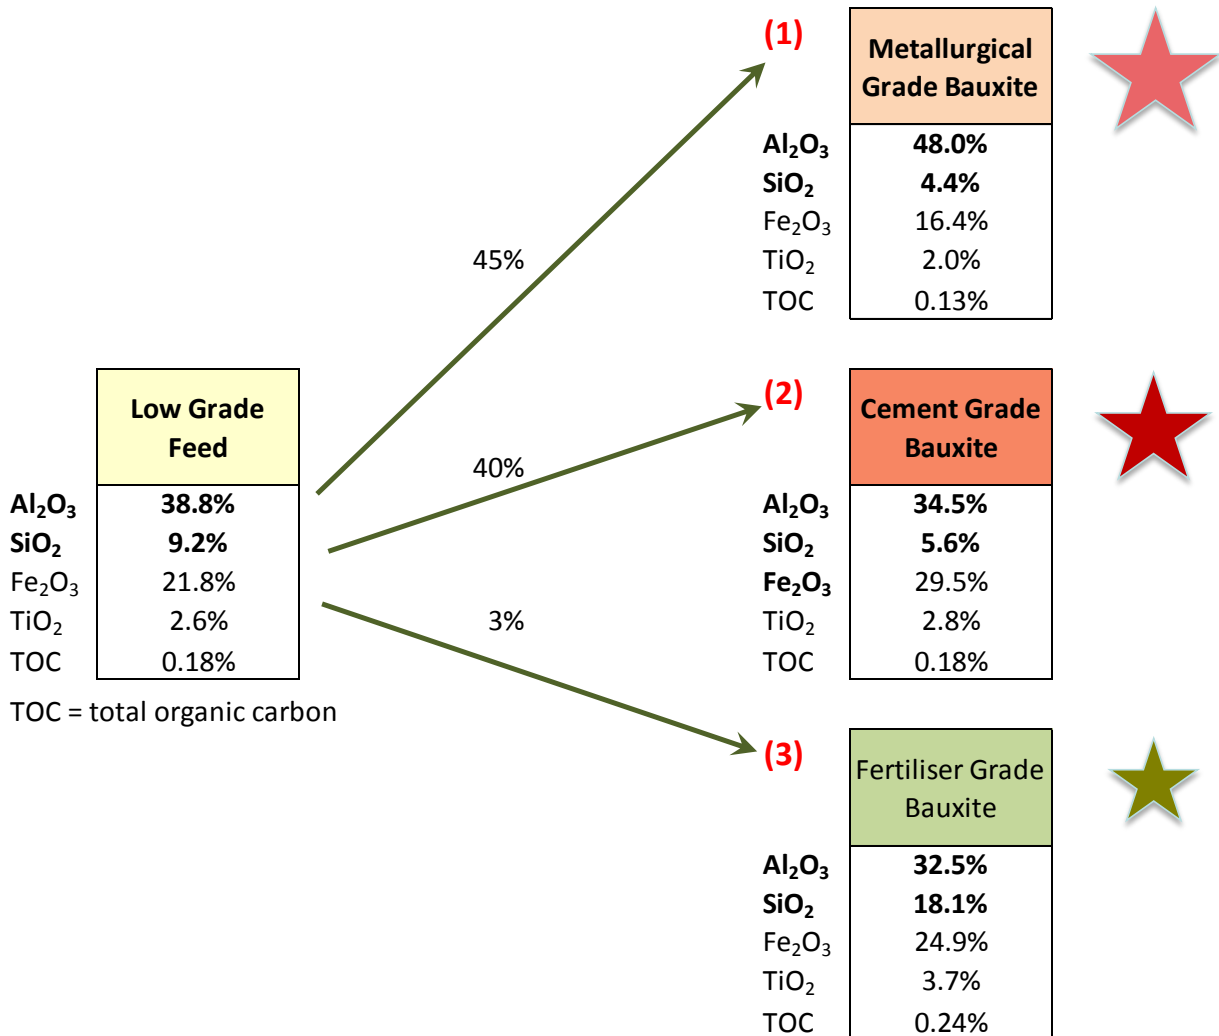 (1)
Metallurgical
Grade Bauxite
Al₂O₃ 48.0%
SiO₂ 4.4%
Fe₂O₃ 16.4%
TiO₂ 2.0%
TOC 0.13%
45%
Low Grade
Feed
Al₂O₃ 38.8%
SiO₂ 9.2%
Fe₂O₃ 21.8%
TiO₂ 2.6%
TOC 0.18%
TOC = total organic carbon
40%
(2)
Cement Grade
Bauxite
Al₂O₃ 34.5%
SiO₂ 5.6%
Fe₂O₃ 29.5%
TiO₂ 2.8%
TOC 0.18%
3%
(3)
Fertiliser Grade
Bauxite
Al₂O₃ 32.5%
SiO₂ 18.1%
Fe₂O₃ 24.9%
TiO₂ 3.7%
TOC 0.24%